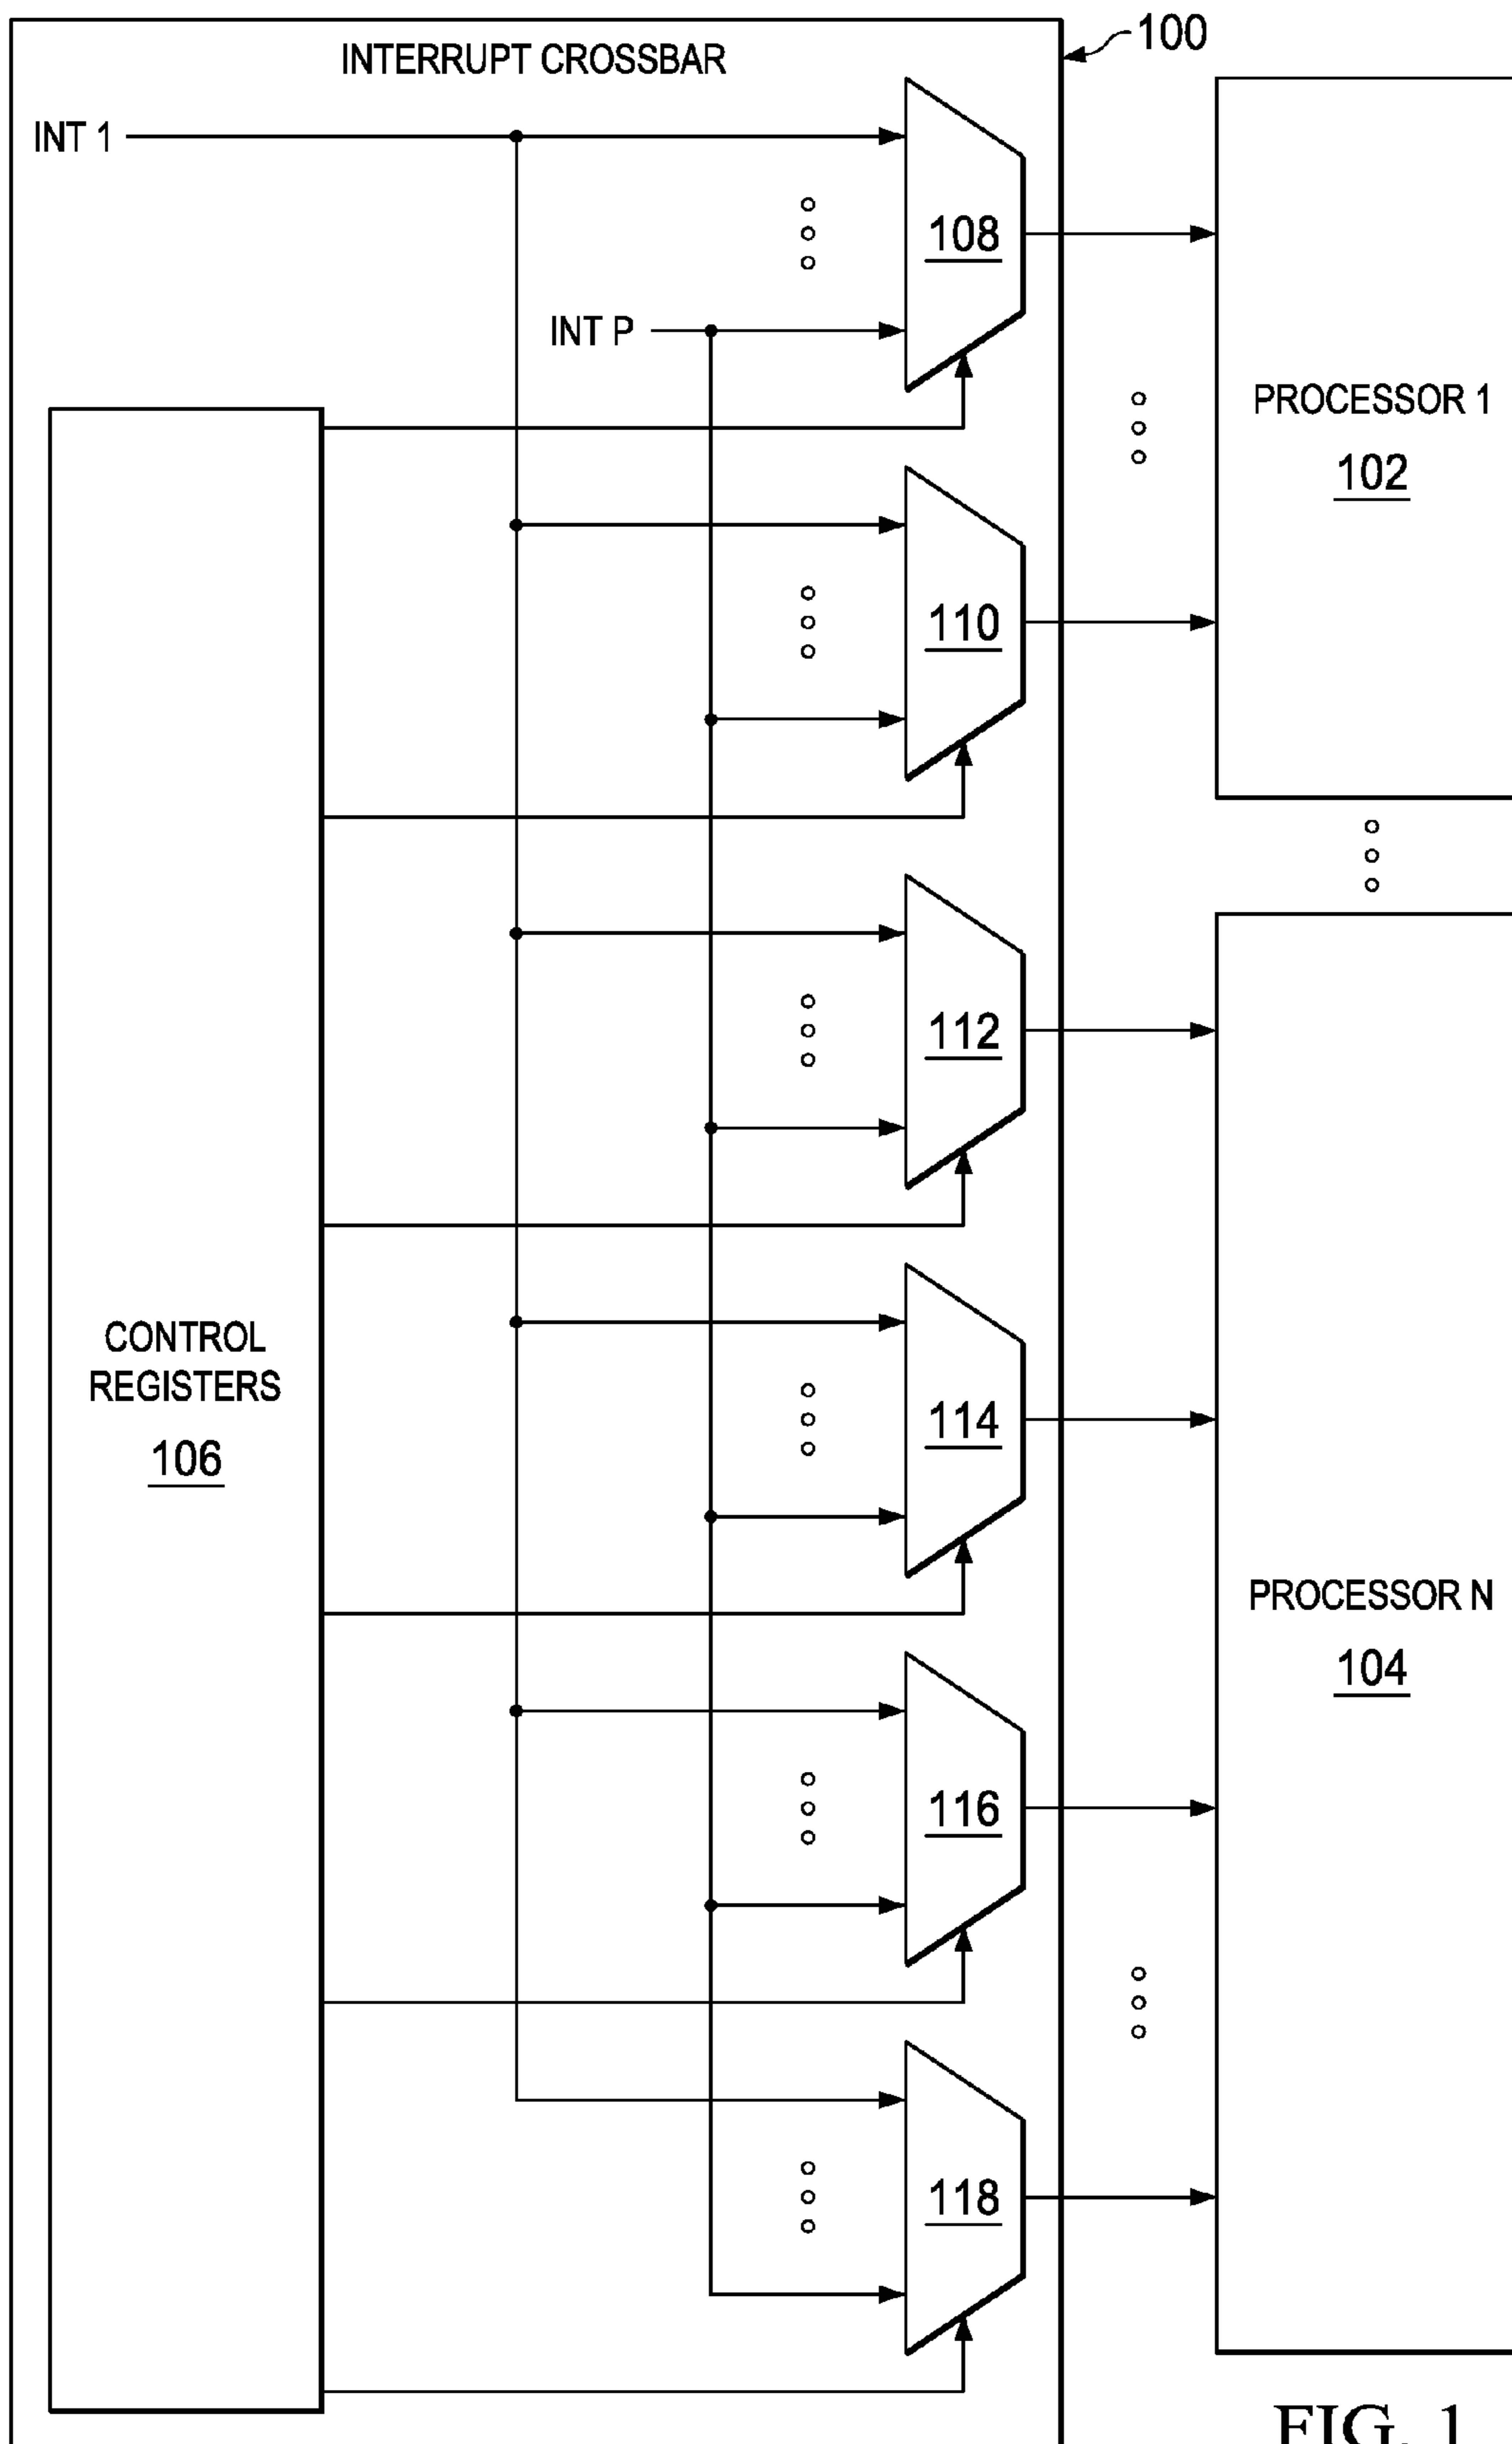 INTERRUPT CROSSBAR
100
INT 1
108
INT P
PROCESSOR 1
102
110
112
CONTROL
REGISTERS
106
114
PROCESSOR N
104
116
118
FIG. 1